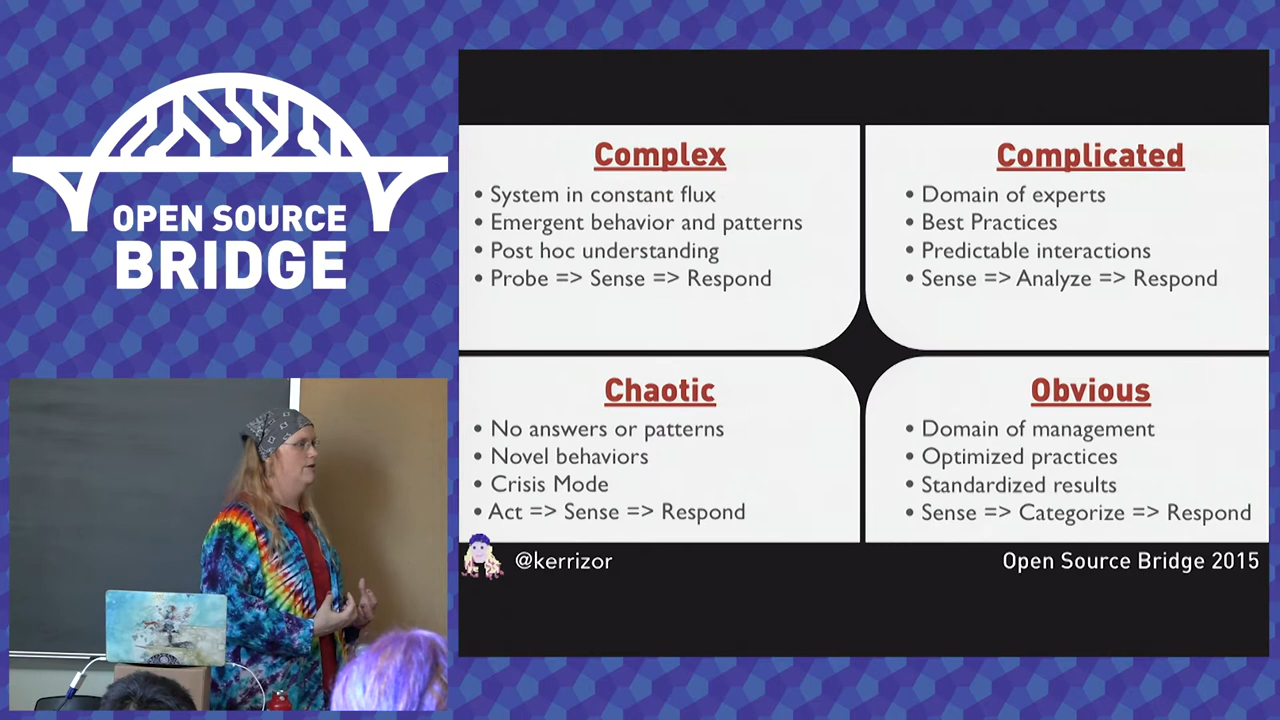 OPEN SOURCE
BRIDGE
Complex
• System in constant flux
• Emergent behavior and patterns
• Post hoc understanding
• Probe => Sense => Respond
Complicated
• Domain of experts
• Best Practices
• Predictable interactions
• Sense => Analyze => Respond
Chaotic
• No answers or patterns
• Novel behaviors
• Crisis Mode
• Act => Sense => Respond
Obvious
• Domain of management
• Optimized practices
• Standardized results
• Sense => Categorize => Respond
@kerrizor
Open Source Bridge 2015